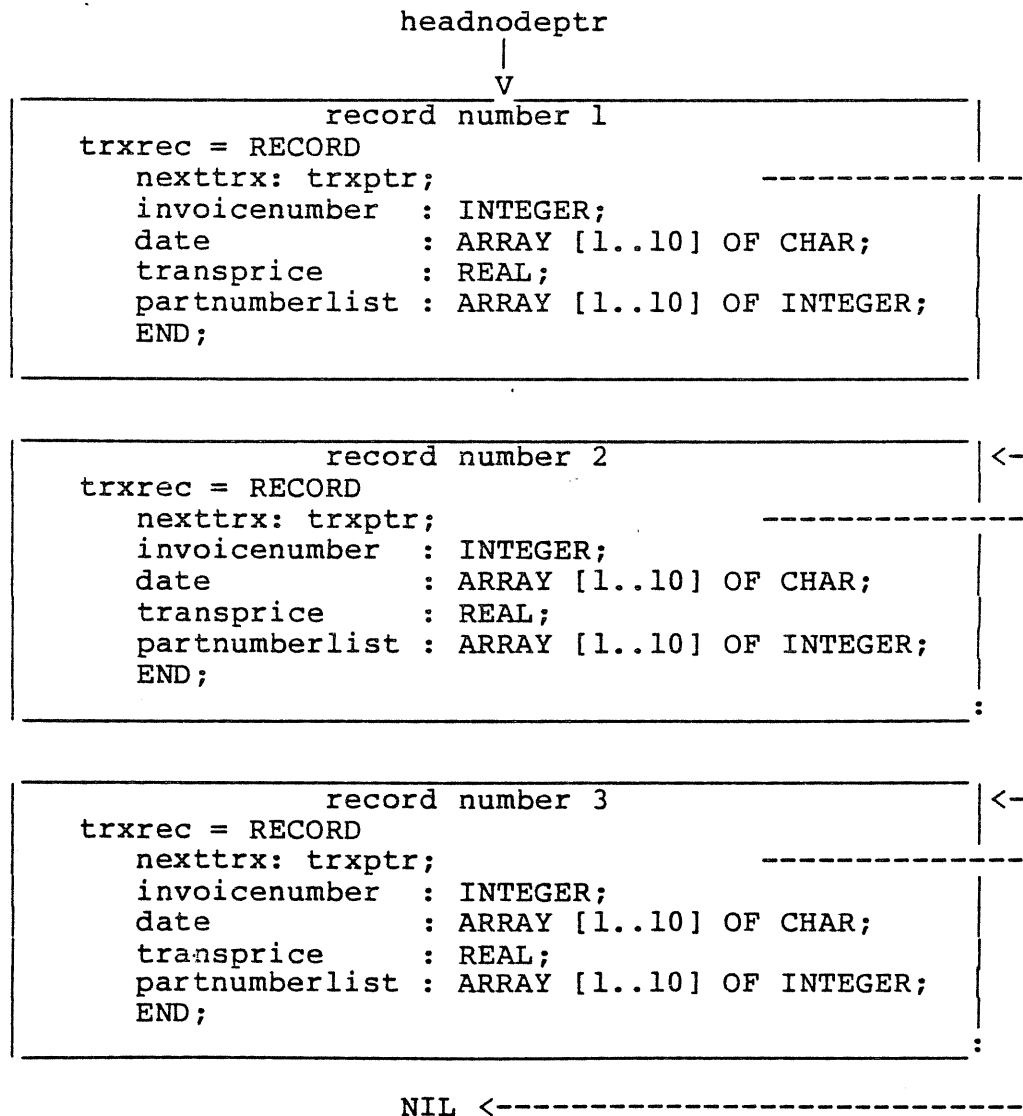 headnodeptr
|
V
record number 1
trxrec = RECORD
nexttrx: trxptr; --------------
invoicenumber : INTEGER;
date : ARRAY [1..10] OF CHAR;
transprice : REAL;
partnumberlist : ARRAY [1..10] OF INTEGER;
END;
record number 2 <-
trxrec = RECORD
nexttrx: trxptr; --------------
invoicenumber : INTEGER;
date : ARRAY [1..10] OF CHAR;
transprice : REAL;
partnumberlist : ARRAY [1..10] OF INTEGER;
END;
:
record number 3 <-
trxrec = RECORD
nexttrx: trxptr; --------------
invoicenumber : INTEGER;
date : ARRAY [1..10] OF CHAR;
transprice : REAL;
partnumberlist : ARRAY [1..10] OF INTEGER;
END;
:
NIL <----------------------------